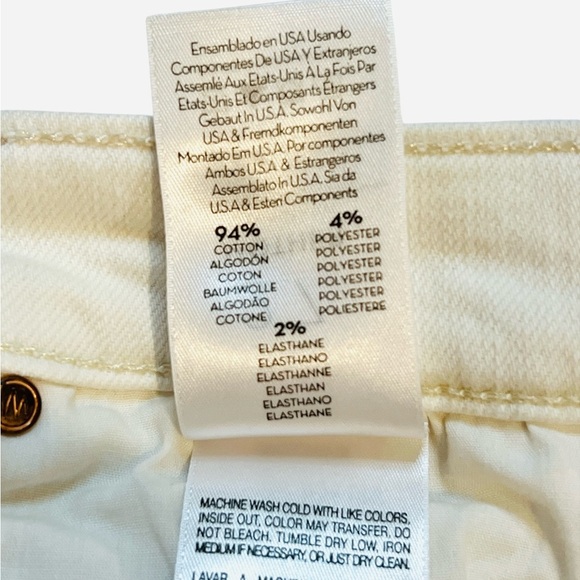 Ensamblado en USA Usando
Componentes De USA Y Extranjeros
Assemlé Aux Etats-Unis À La Fois Par
Etats-Unis Et Composants Étrangers
Gebaut In U.S.A. Sowohl Von
USA & Fremdkomponenten
Montado Em U.S.A. Por componentes
Ambos U.S.A & Estrangeiros
Assemblato In U.S.A. Sia da
U.S.A & Esteri Components
94%
COTTON
ALGODÓN
COTON
BAUMWOLLE
ALGODÃO
COTONE
4%
POLYESTER
POLYESTER
POLYESTER
POLYESTER
POLYESTER
POLIESTERE
2%
ELASTHANE
ELASTHANO
ELASTHANNE
ELASTHAN
ELASTHANO
ELASTHANE
W
MACHINE WASH COLD WITH LIKE COLORS,
INSIDE OUT, COLOR MAY TRANSFER, DO
NOT BLEACH. TUMBLE DRY LOW, IRON
MEDIUM IF NECESSARY, OR JUST DRY CLEAN.
LAVAR A